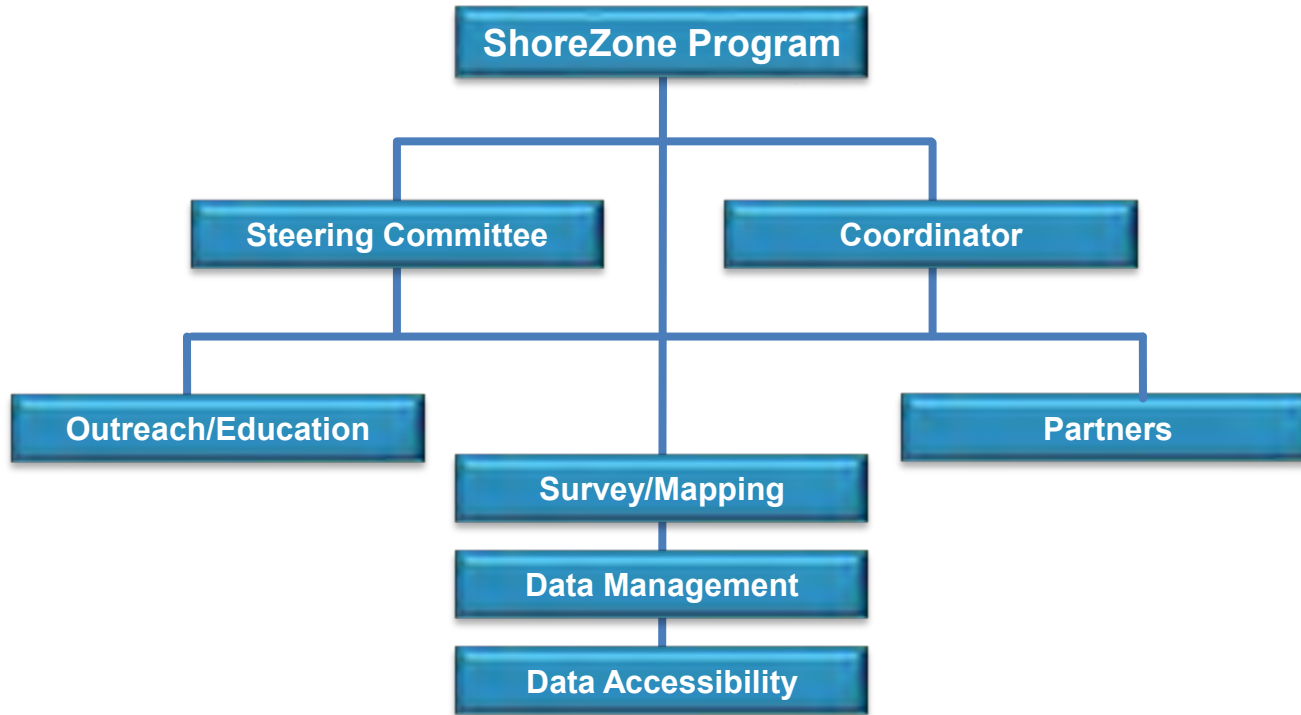 ShoreZone Program
Steering Committee
Coordinator
Outreach/Education
Partners
Survey/Mapping
Data Management
Data Accessibility